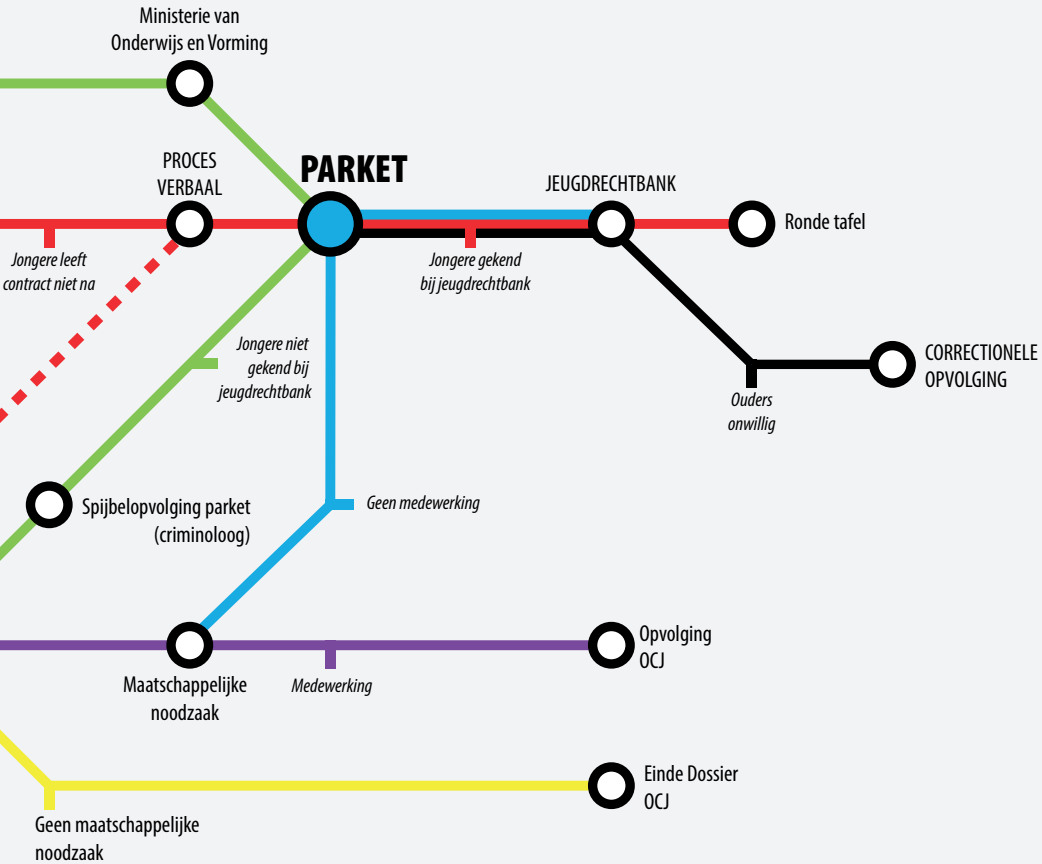 Ministerie van
Onderwijs en Vorming
PROCES
VERBAAL
PARKET
JEUGDRECHTBANK
Ronde tafel
Jongere leeft
contract niet na
Jongere gekend
bij jeugdrechtbank
Jongere niet
gekend bij
jeugdrechtbank
CORRECTIONELE
OPVOLGING
Ouders
onwillig
Spijbelopvolging parket
(criminoloog)
Geen medewerking
Opvolging
OCJ
Maatschappelijke
noodzaak
Medewerking
Einde Dossier
OCJ
Geen maatschappelijke
noodzaak